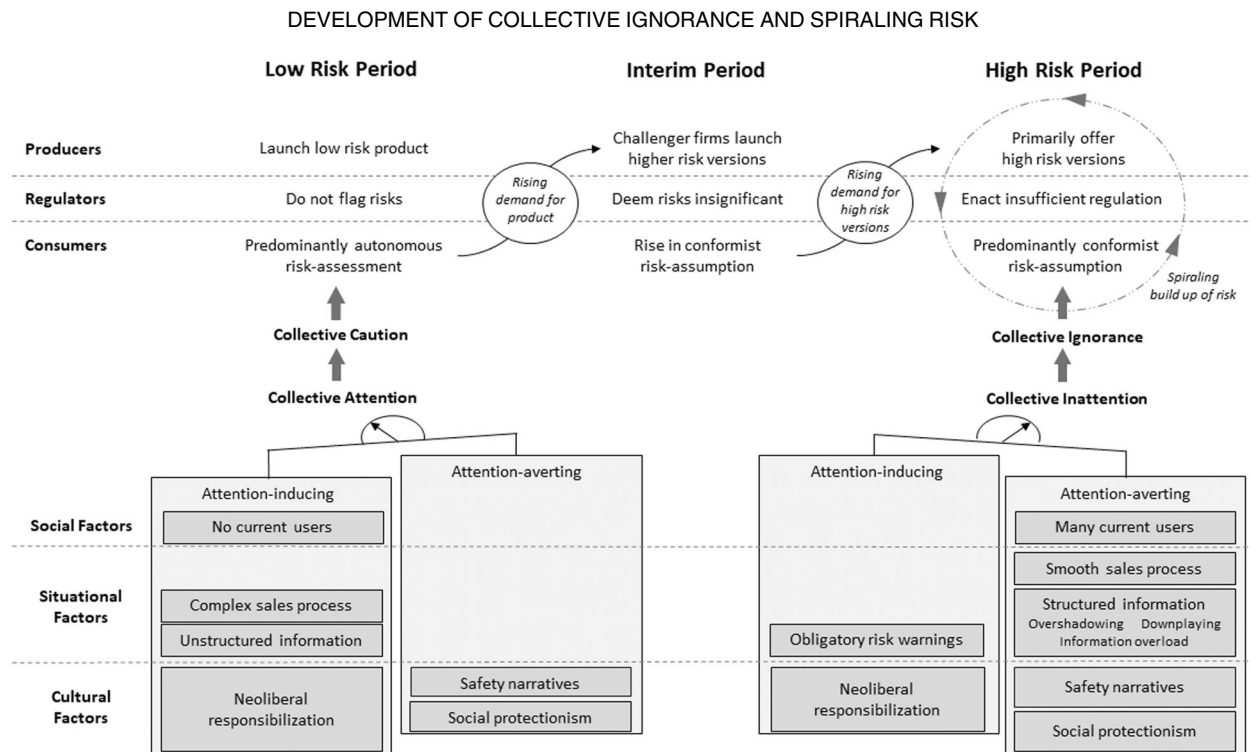 DEVELOPMENT OF COLLECTIVE IGNORANCE AND SPIRALING RISK
Low Risk Period
Interim Period
High Risk Period
Producers
Launch low risk product
Challenger firms launch
higher risk versions
Primarily offer
high risk versions
Regulators
Do not flag risks
Rising
demand for
product
Deem risks insignificant
Rising
demand for
high risk
versions
Enact insufficient regulation
Consumers
Predominantly autonomous
risk-assessment
Rise in conformist
risk-assumption
Predominantly conformist
risk-assumption
Spiraling
build up of risk
Collective Caution
Collective Ignorance
Collective Attention
Collective Inattention
Attention-inducing
Attention-averting
Attention-inducing
Attention-averting
Social Factors
No current users
Many current users
Situational
Factors
Complex sales process
Unstructured information
Obligatory risk warnings
Smooth sales process
Structured information
Overshadowing Downplaying
Information overload
Cultural
Factors
Neoliberal
responsibilization
Safety narratives
Social protectionism
Neoliberal
responsibilization
Safety narratives
Social protectionism